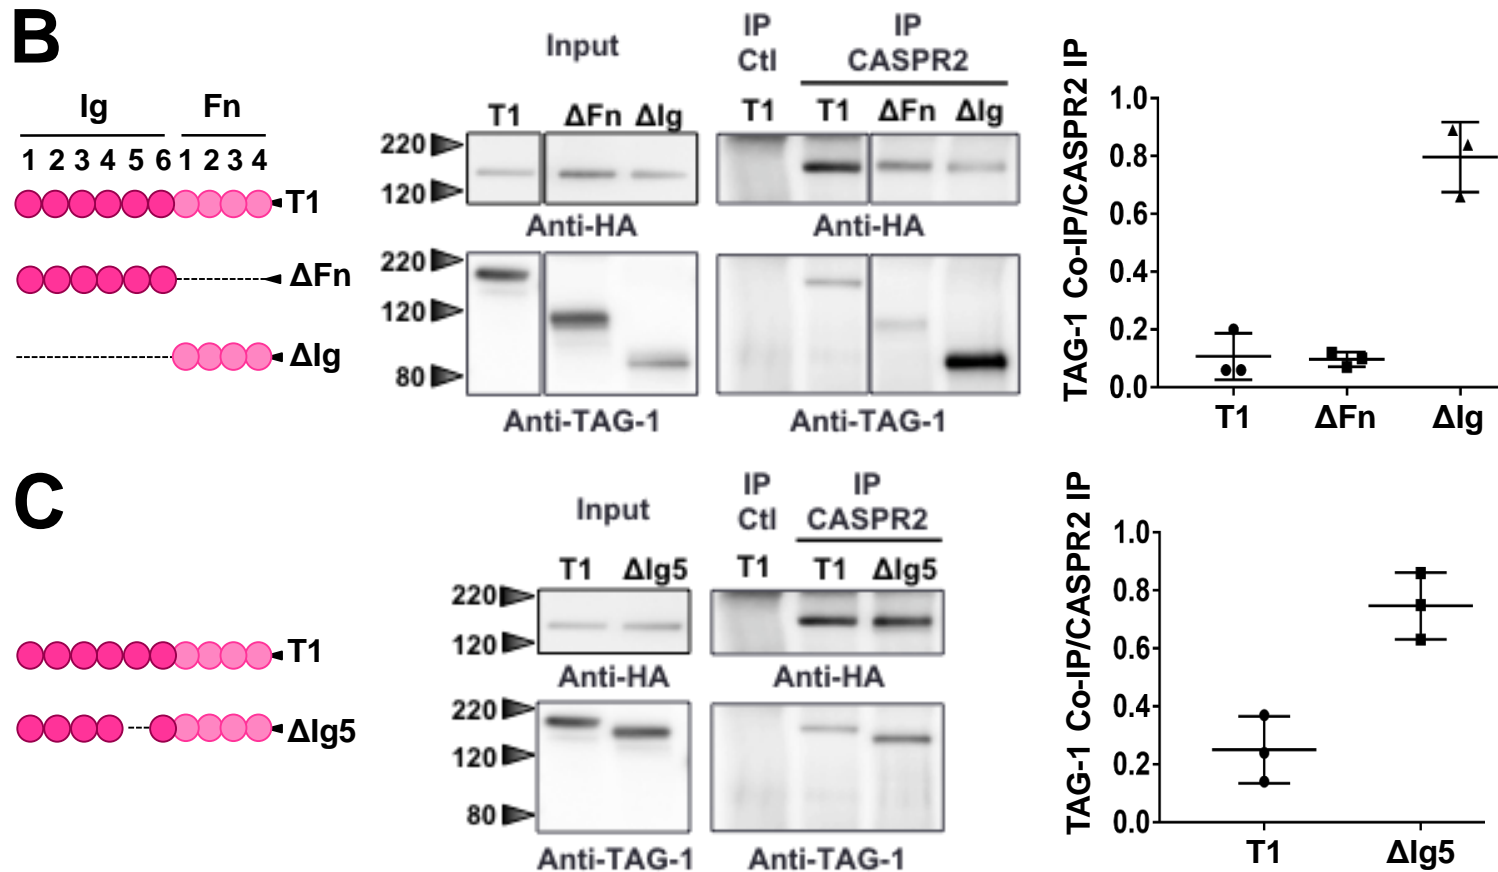 B
Ig Fn
1 2 3 4 5 6 1 2 3 4
T1
ΔFn
ΔIg
Input
T1 ΔFn ΔIg
220
120
Anti-HA
220
120
80
Anti-TAG-1
IP
Ctl
IP
CASPR2
T1 T1 ΔFn ΔIg
Anti-HA
Anti-TAG-1
TAG-1 Co-IP/CASPR2 IP
1.0
0.8
0.6
0.4
0.2
0.0
T1 ΔFn ΔIg
C
T1
ΔIg5
Input
T1 ΔIg5
220
120
Anti-HA
220
120
80
Anti-TAG-1
IP
Ctl
IP
CASPR2
T1 T1 ΔIg5
Anti-HA
Anti-TAG-1
TAG-1 Co-IP/CASPR2 IP
1.0
0.8
0.6
0.4
0.2
0.0
T1 ΔIg5